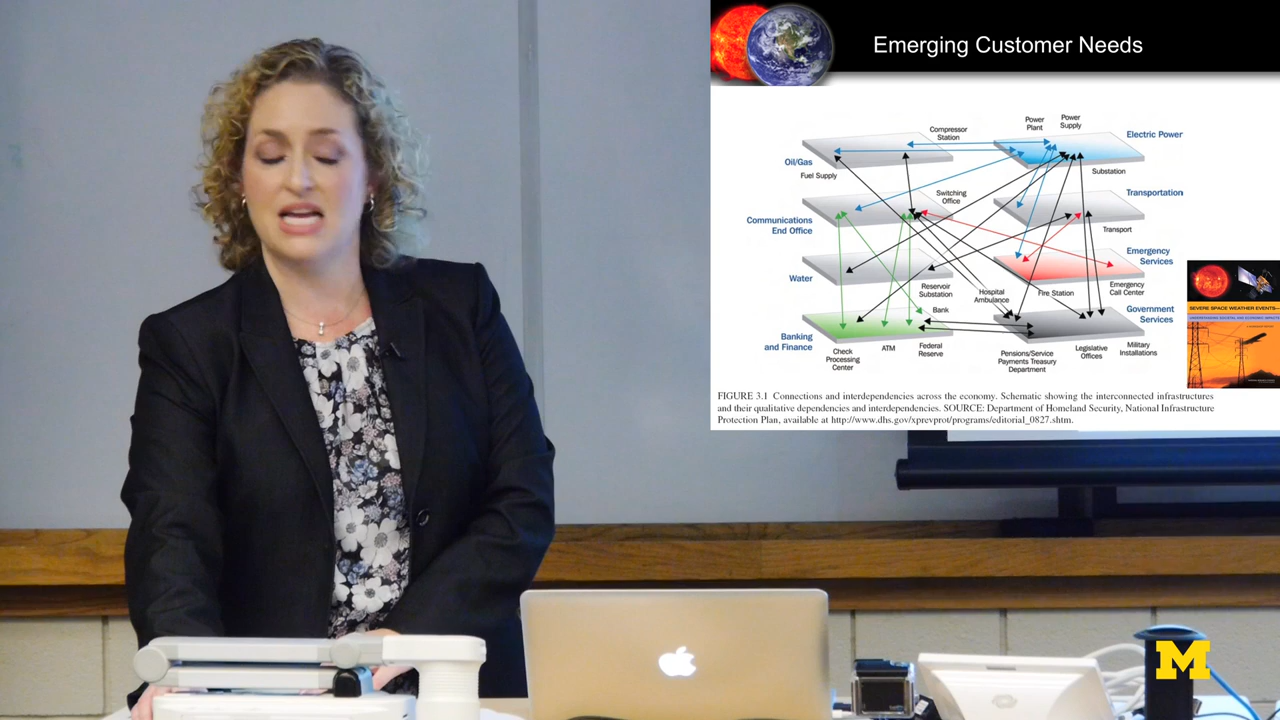 Emerging Customer Needs
Compressor
Station
Power
Plant
Power
Supply
Electric Power
Oil/Gas
Fuel Supply
Substation
Switching
Office
Transportation
Communications
End Office
Transport
Water
Emergency
Services
Reservoir
Substation
Hospital
Ambulance
Fire Station
Emergency
Call Center
Bank
Government
Services
Banking
and Finance
Check
Processing
Center
ATM
Federal
Reserve
Pensions/Service
Payments Treasury
Department
Legislative
Offices
Military
Installations
SEVERE SPACE WEATHER EVENTS—
FIGURE 3.1 Connections and interdependencies across the economy. Schematic showing the interconnected infrastructures
and their qualitative dependencies and interdependencies. SOURCE: Department of Homeland Security, National Infrastructure
Protection Plan, available at http://www.dhs.gov/xprevprot/programs/editorial_0827.shtm.
M